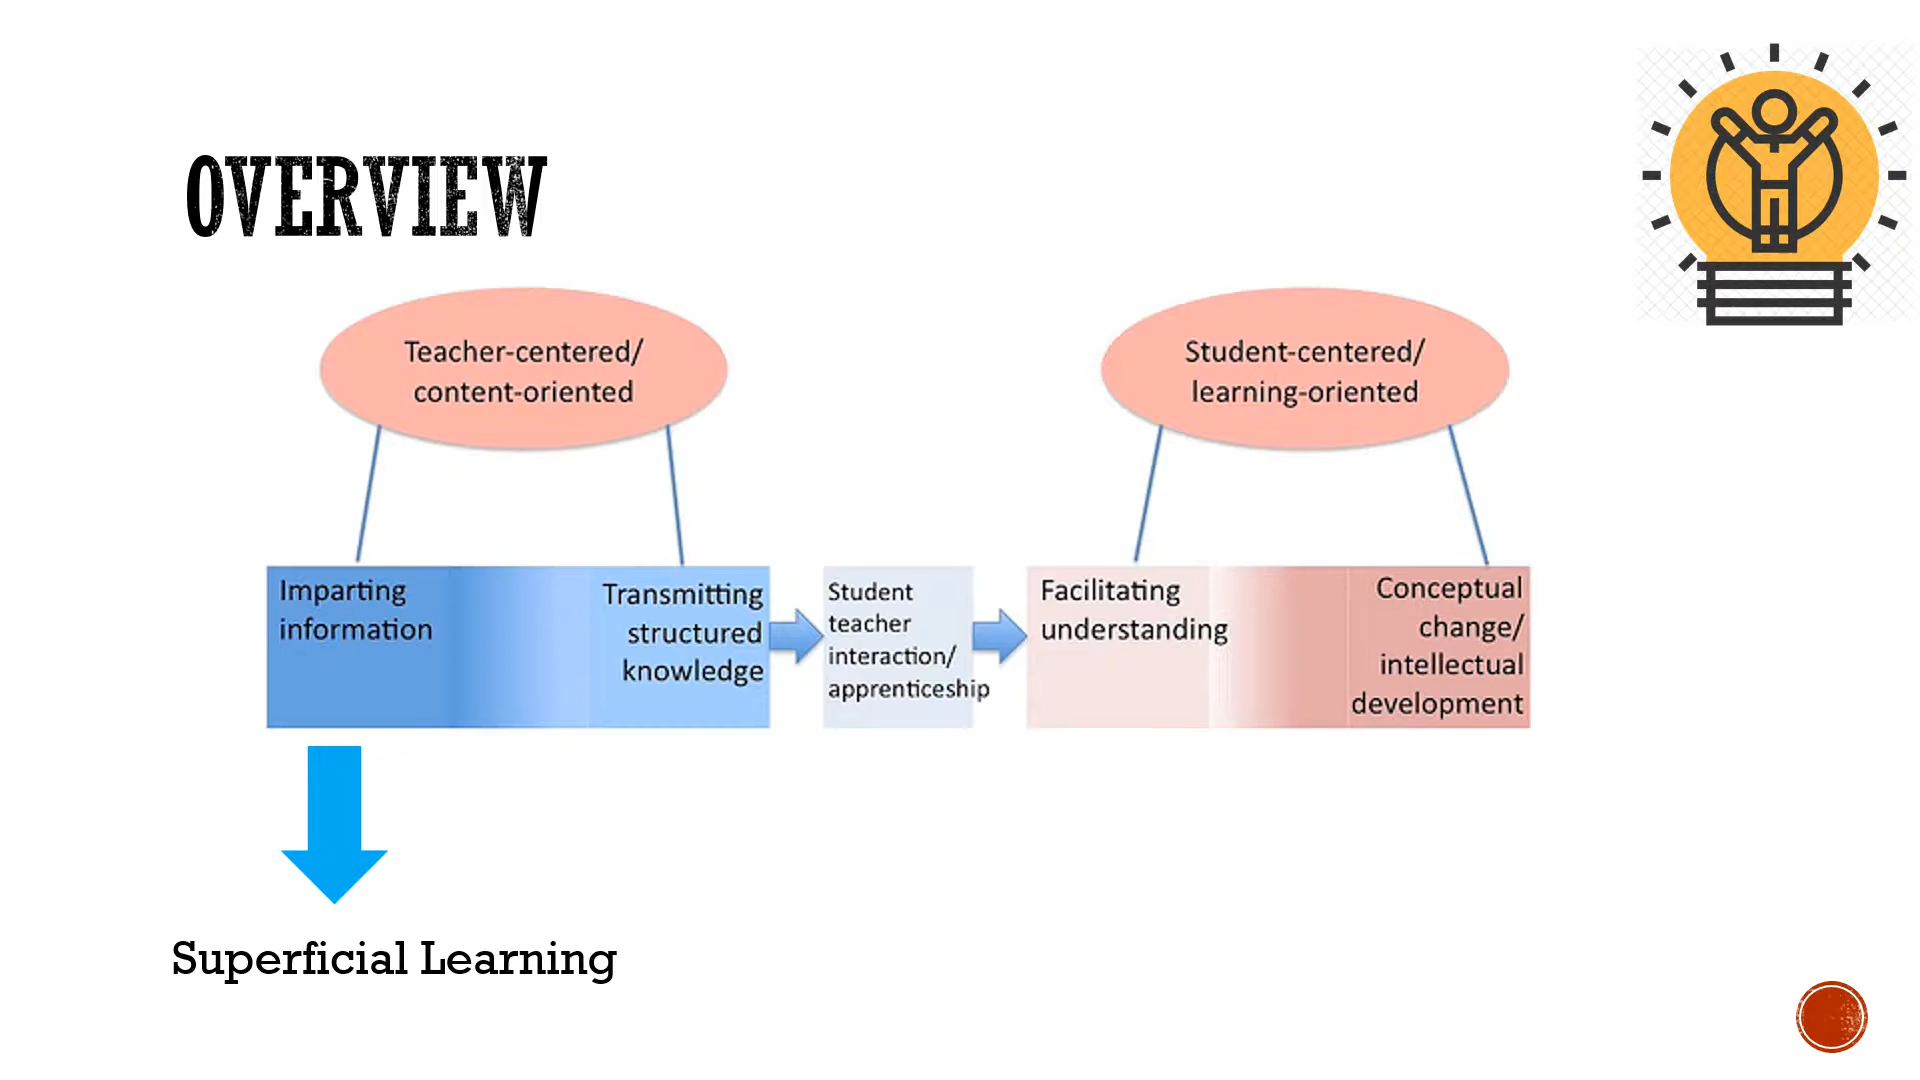 OVERVIEW
Teacher-centered/
content-oriented
Student-centered/
learning-oriented
Imparting
information
Transmitting
structured
knowledge
Student
teacher
interaction/
apprenticeship
Facilitating
understanding
Conceptual
change/
intellectual
development
Superficial Learning